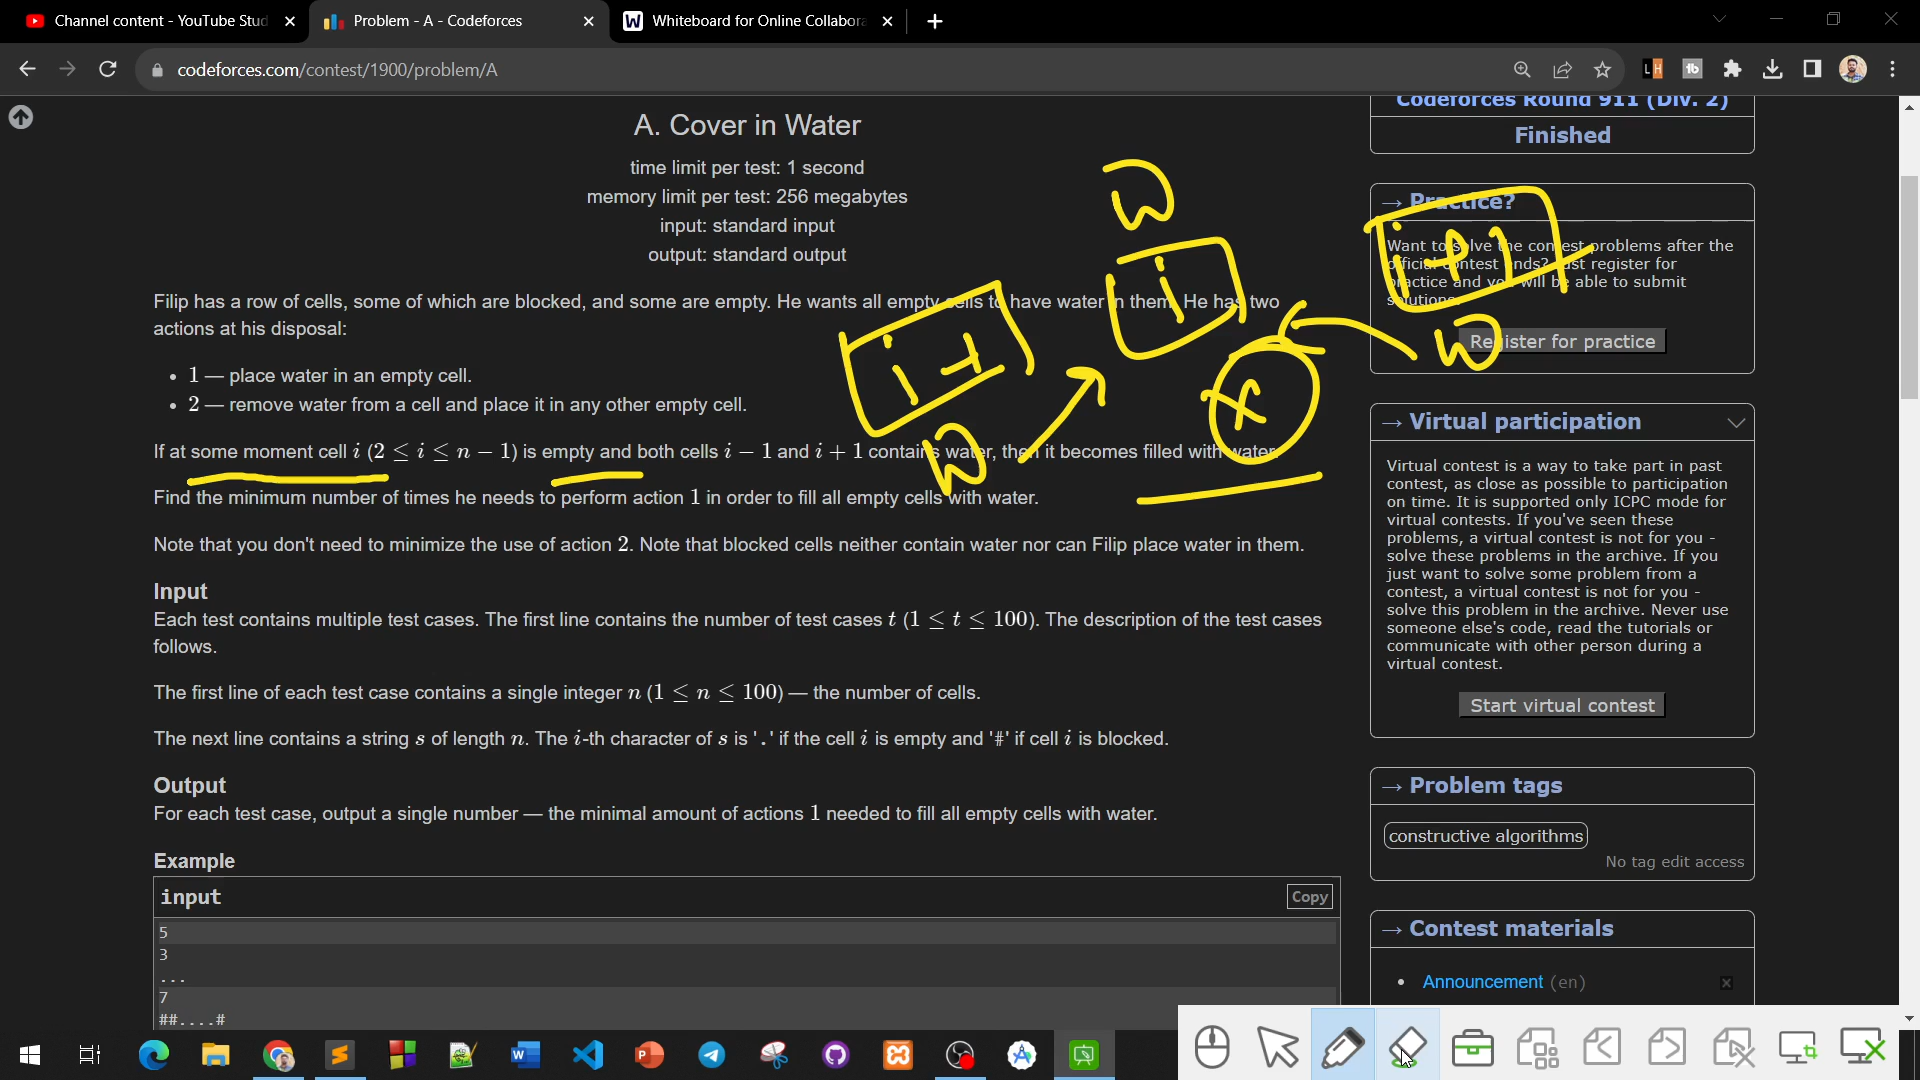 Channel content - YouTube Stud
Problem - A - Codeforces
Whiteboard for Online Collabora
codeforces.com/contest/1900/problem/A
A. Cover in Water
time limit per test: 1 second
memory limit per test: 256 megabytes
input: standard input
output: standard output
Filip has a row of cells, some of which are blocked, and some are empty. He wants all empty cells to have water in them. He has two
actions at his disposal:
• 1 — place water in an empty cell.
• 2 — remove water from a cell and place it in any other empty cell.
If at some moment cell i (2 ≤ i ≤ n − 1) is empty and both cells i − 1 and i + 1 contains water, then it becomes filled with water.
Find the minimum number of times he needs to perform action 1 in order to fill all empty cells with water.
Note that you don't need to minimize the use of action 2. Note that blocked cells neither contain water nor can Filip place water in them.
Input
Each test contains multiple test cases. The first line contains the number of test cases t (1 ≤ t ≤ 100). The description of the test cases
follows.
The first line of each test case contains a single integer n (1 ≤ n ≤ 100) — the number of cells.
The next line contains a string s of length n. The i-th character of s is '.' if the cell i is empty and '#' if cell i is blocked.
Output
For each test case, output a single number — the minimal amount of actions 1 needed to fill all empty cells with water.
Example
input
Copy
5
3
...
7
##....#
W
i
i-1
W
x
i+1
W
Codeforces Round 911 (Div. 2)
Finished
→ Practice?
Want to solve the contest problems after the
official contest ends? Just register for
practice and you will be able to submit
solutions.
Register for practice
→ Virtual participation
Virtual contest is a way to take part in past
contest, as close as possible to participation
on time. It is supported only ICPC mode for
virtual contests. If you've seen these
problems, a virtual contest is not for you -
solve these problems in the archive. If you
just want to solve some problem from a
contest, a virtual contest is not for you -
solve this problem in the archive. Never use
someone else's code, read the tutorials or
communicate with other person during a
virtual contest.
Start virtual contest
→ Problem tags
constructive algorithms
No tag edit access
→ Contest materials
• Announcement (en)